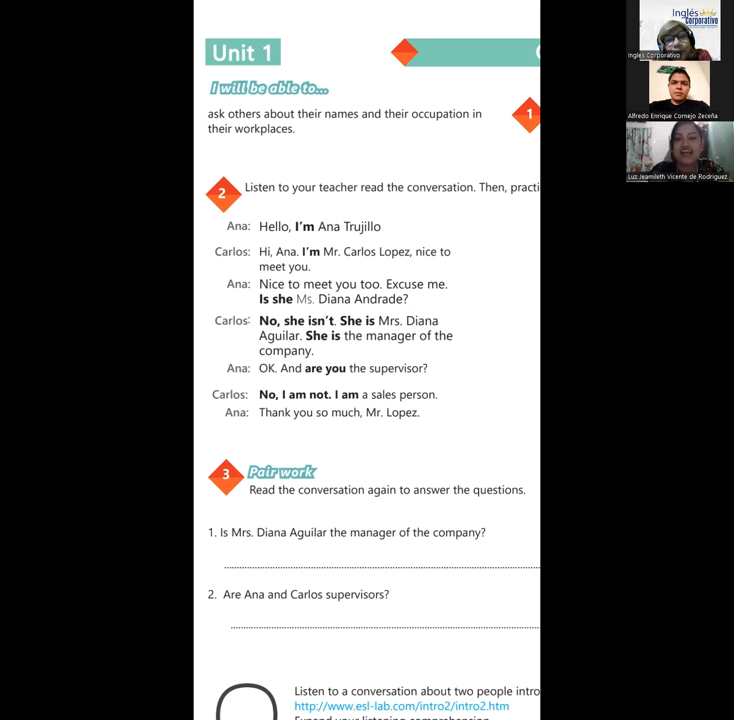 Unit 1
I will be able to...
ask others about their names and their occupation in
their workplaces.
1
2
Listen to your teacher read the conversation. Then, practi
Ana: Hello, I'm Ana Trujillo
Carlos: Hi, Ana. I'm Mr. Carlos Lopez, nice to
meet you.
Ana: Nice to meet you too. Excuse me.
Is she Ms. Diana Andrade?
Carlos: No, she isn't. She is Mrs. Diana
Aguilar. She is the manager of the
company.
Ana: OK. And are you the supervisor?
Carlos: No, I am not. I am a sales person.
Ana: Thank you so much, Mr. Lopez.
3
Pair work
Read the conversation again to answer the questions.
1. Is Mrs. Diana Aguilar the manager of the company?
2. Are Ana and Carlos supervisors?
Listen to a conversation about two people intro
http://www.esl-lab.com/intro2/intro2.htm
Expand your listening comprehension
Inglés
Corporativo
Inglés Corporativo
Alfredo Enrique Cornejo Zeceña
Luz Jeamileth Vicente de Rodriguez